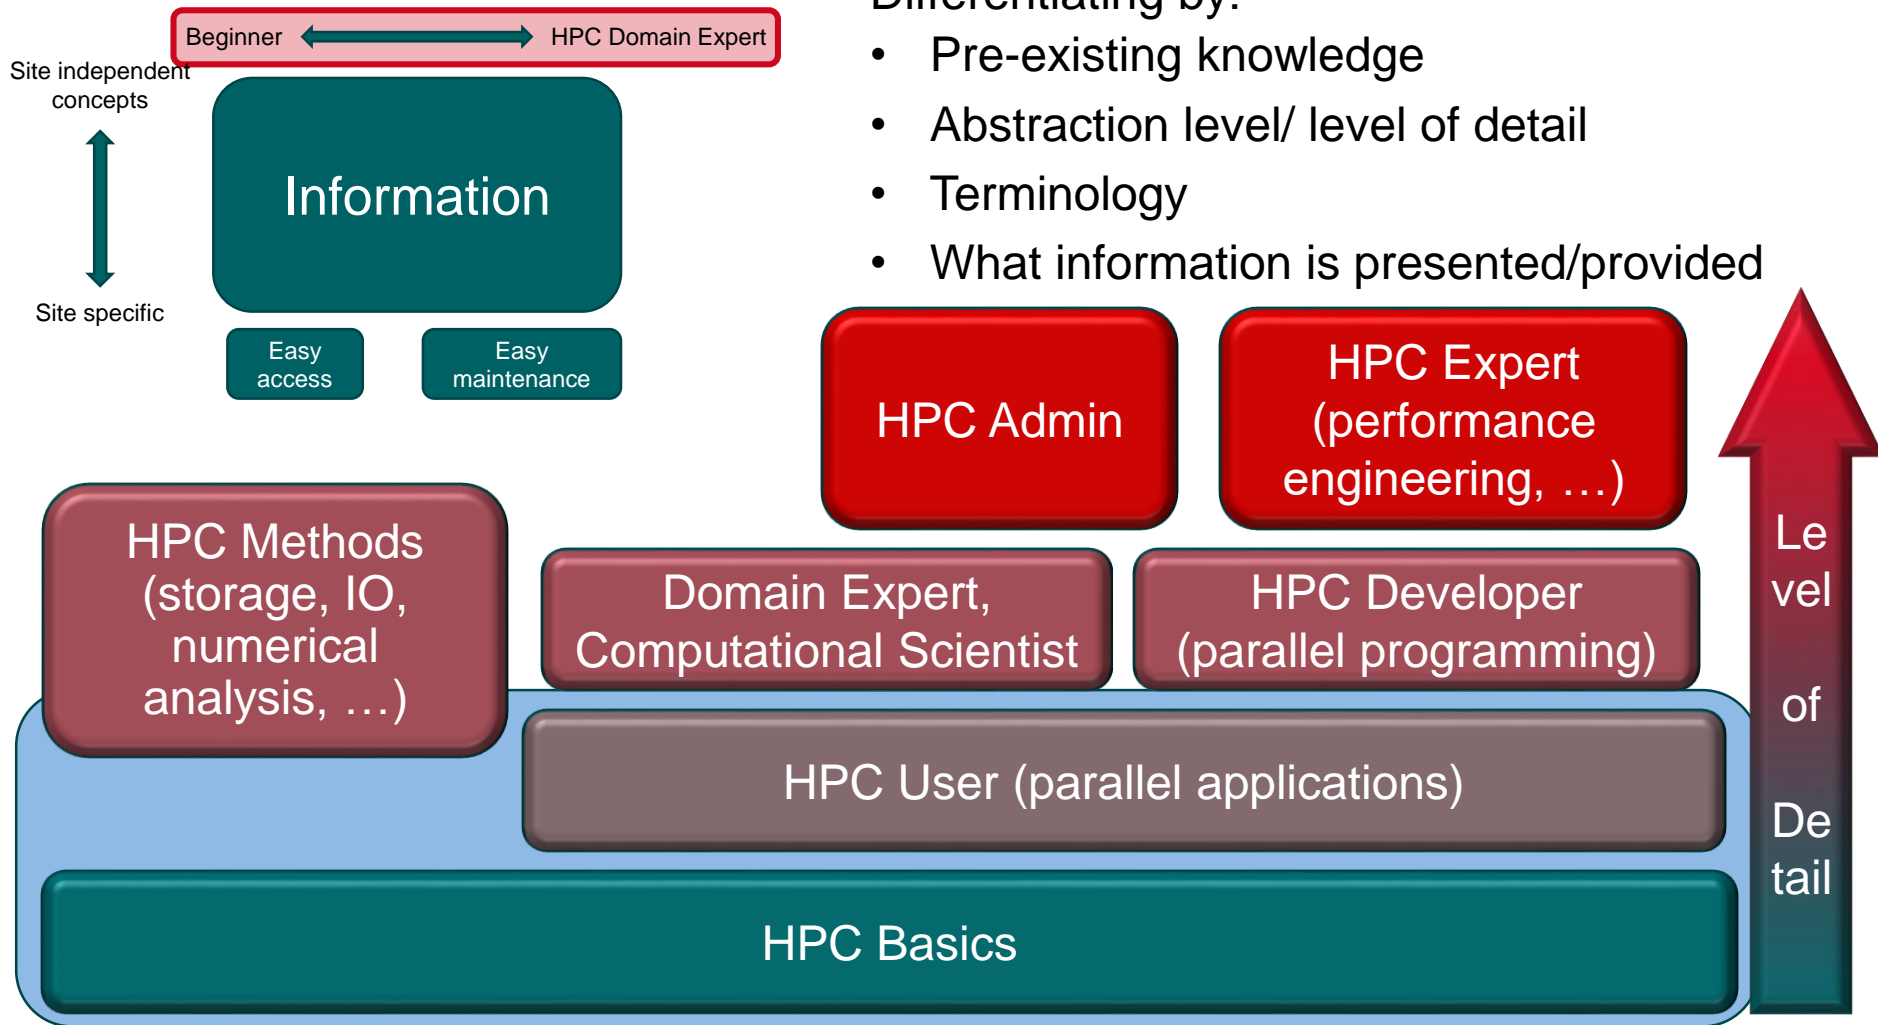 Beginner
HPC Domain Expert
Site independent
concepts
Site specific
Information
Easy
access
Easy
maintenance
Differentiating by:
• Pre-existing knowledge
• Abstraction level/ level of detail
• Terminology
• What information is presented/provided
HPC Admin
HPC Expert
(performance
engineering, …)
HPC Methods
(storage, IO,
numerical
analysis, …)
Domain Expert,
Computational Scientist
HPC Developer
(parallel programming)
HPC User (parallel applications)
HPC Basics
Le
vel
of
De
tail